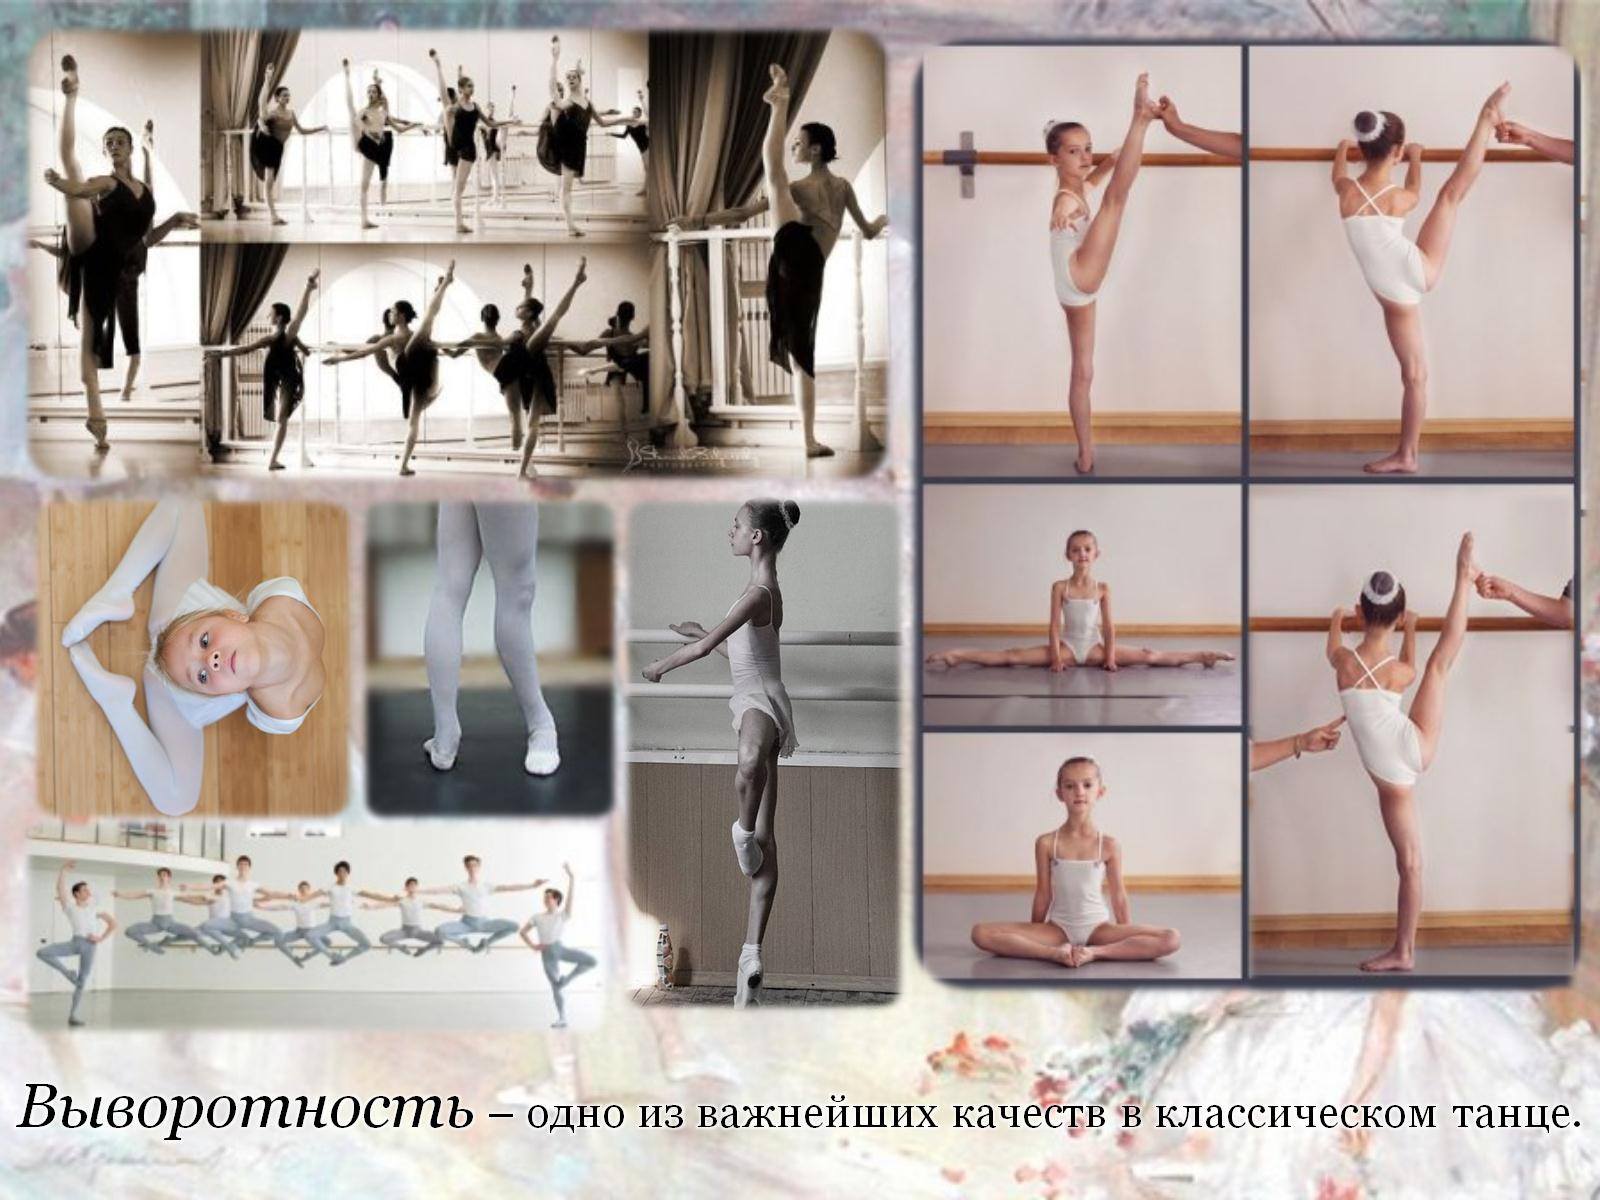 Выворотность – одно из важнейших качеств в классическом танце.